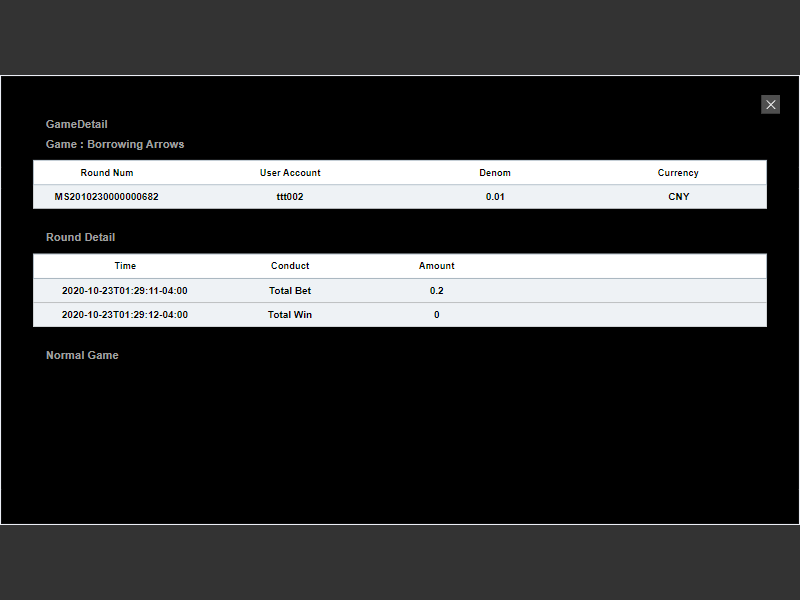 GameDetail
Game : Borrowing Arrows
Round Num User Account Denom Currency
MS2010230000000682 ttt002 0.01 CNY
Round Detail
Time Conduct Amount
2020-10-23T01:29:11-04:00 Total Bet 0.2
2020-10-23T01:29:12-04:00 Total Win 0
Normal Game